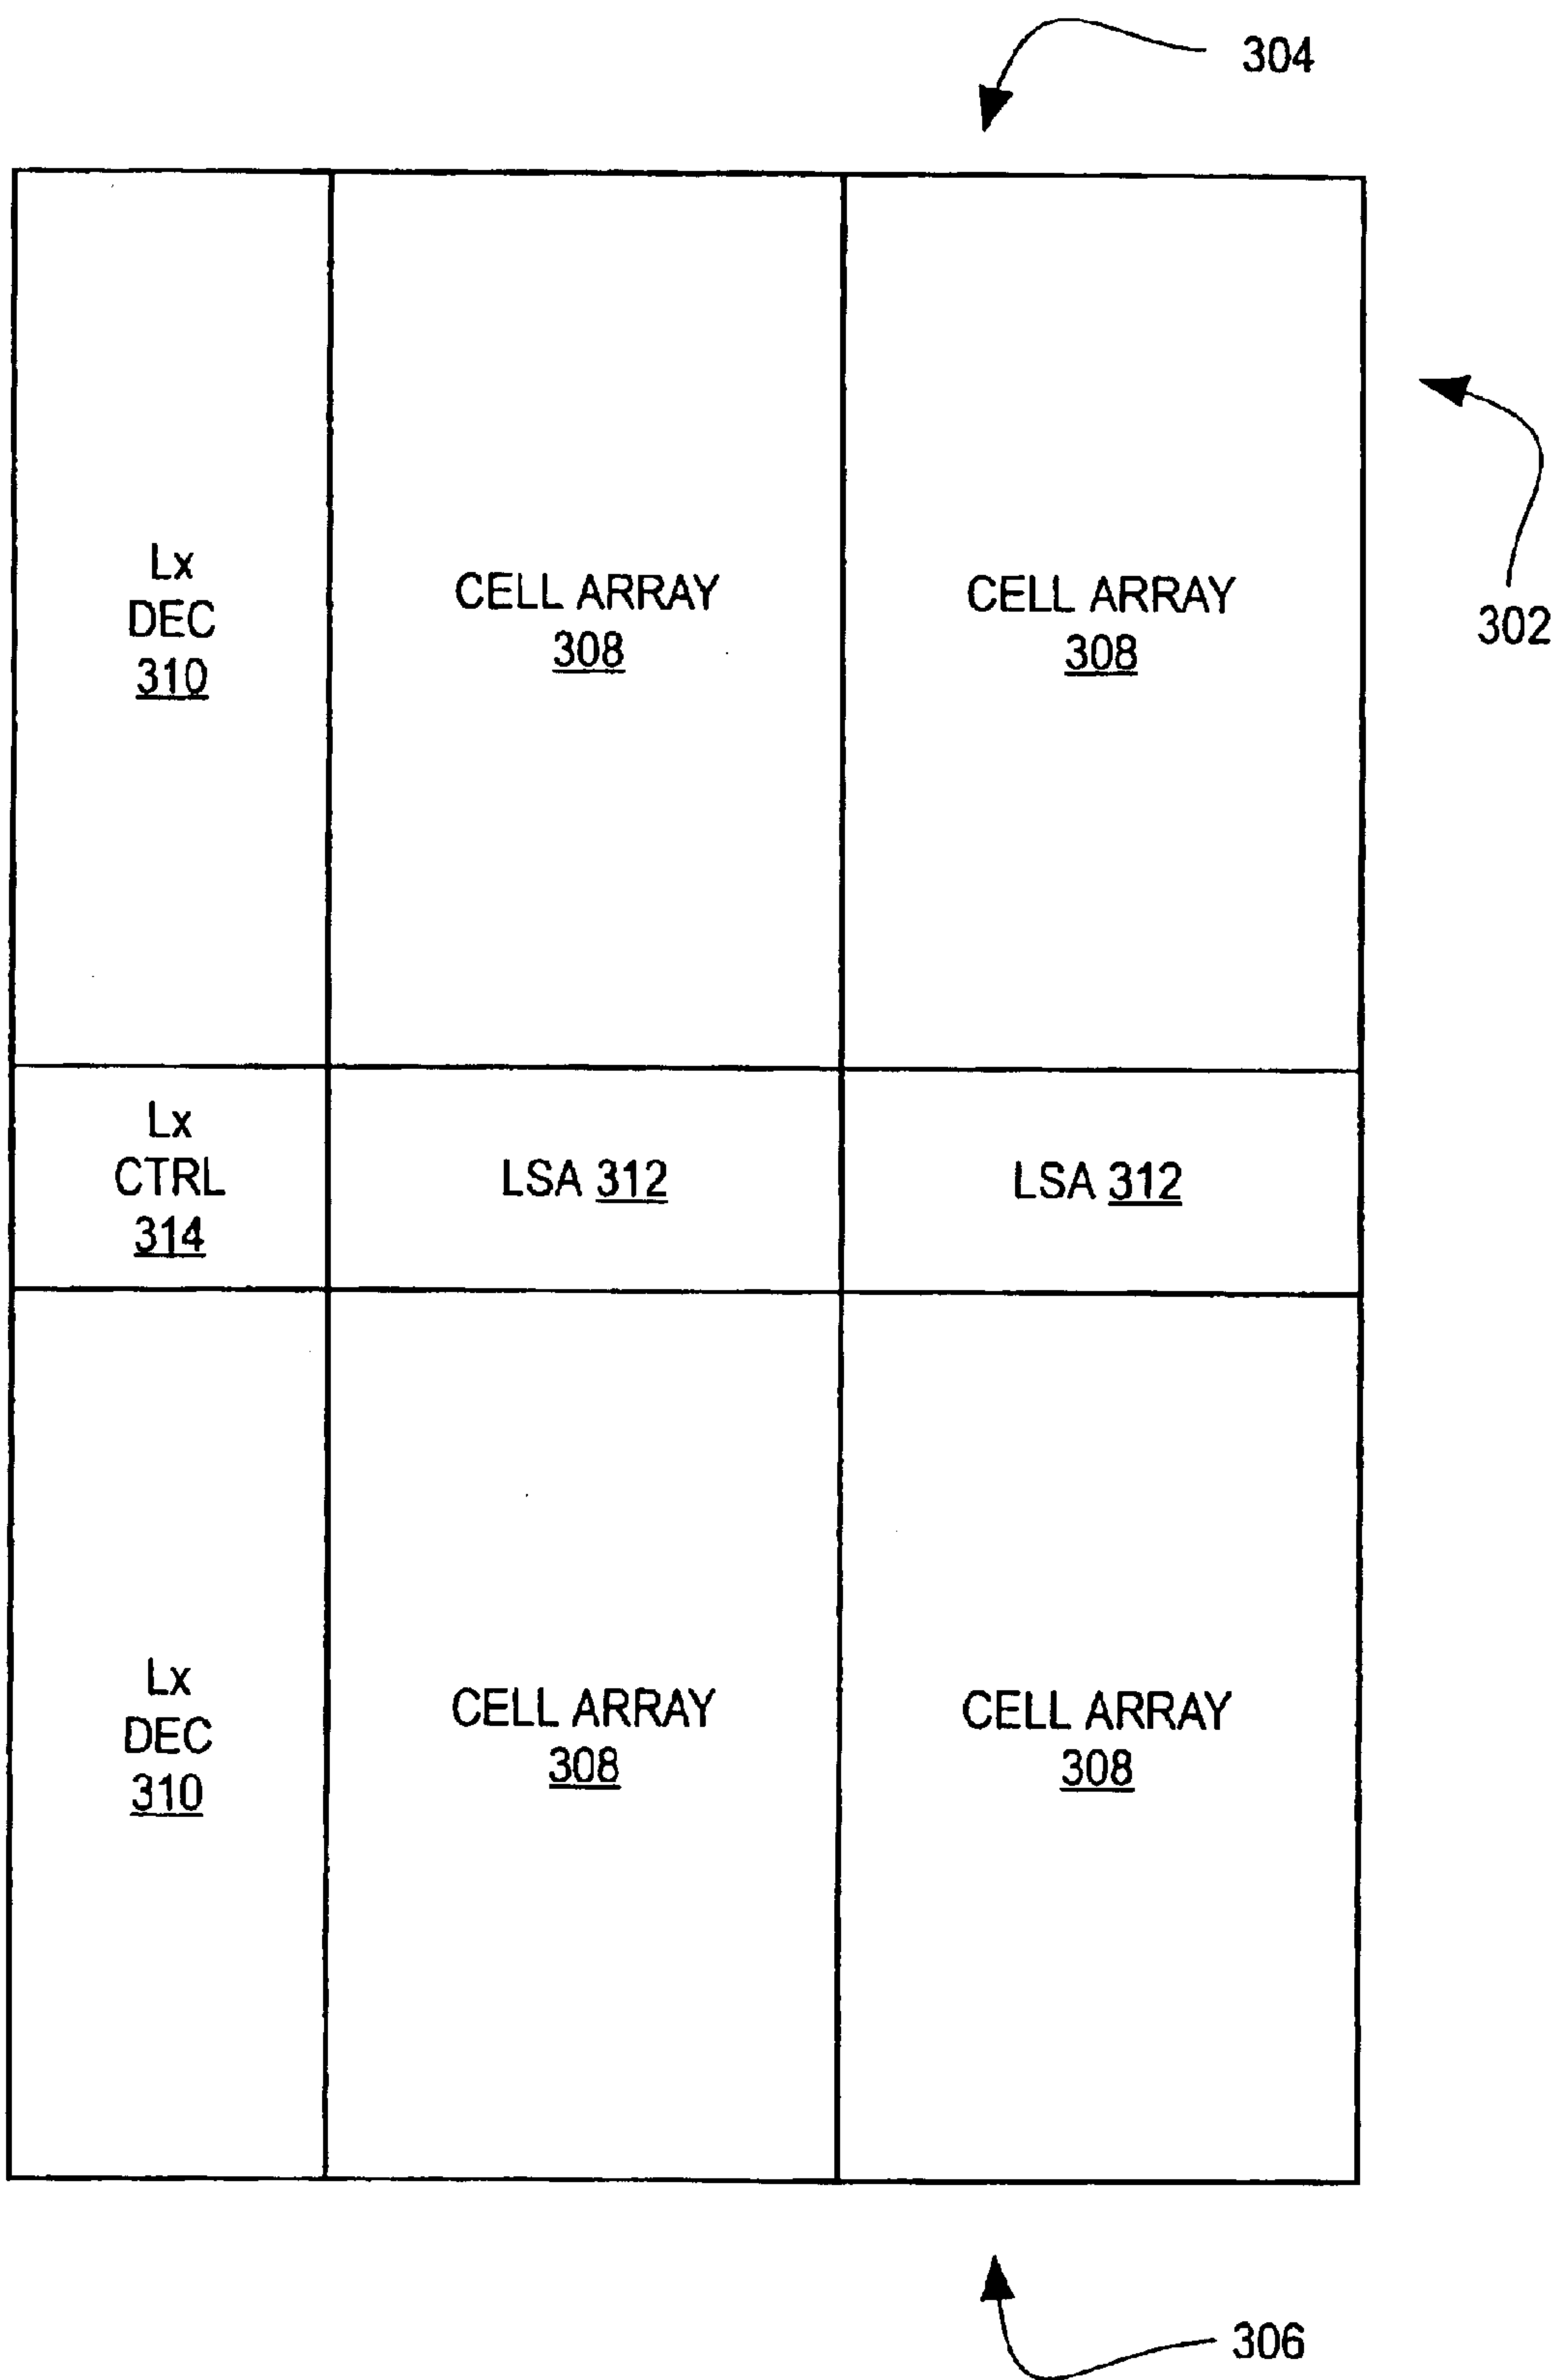 304
Lx
DEC
310
CELL ARRAY
308
CELL ARRAY
308
302
Lx
CTRL
314
LSA 312
LSA 312
Lx
DEC
310
CELL ARRAY
308
CELL ARRAY
308
306